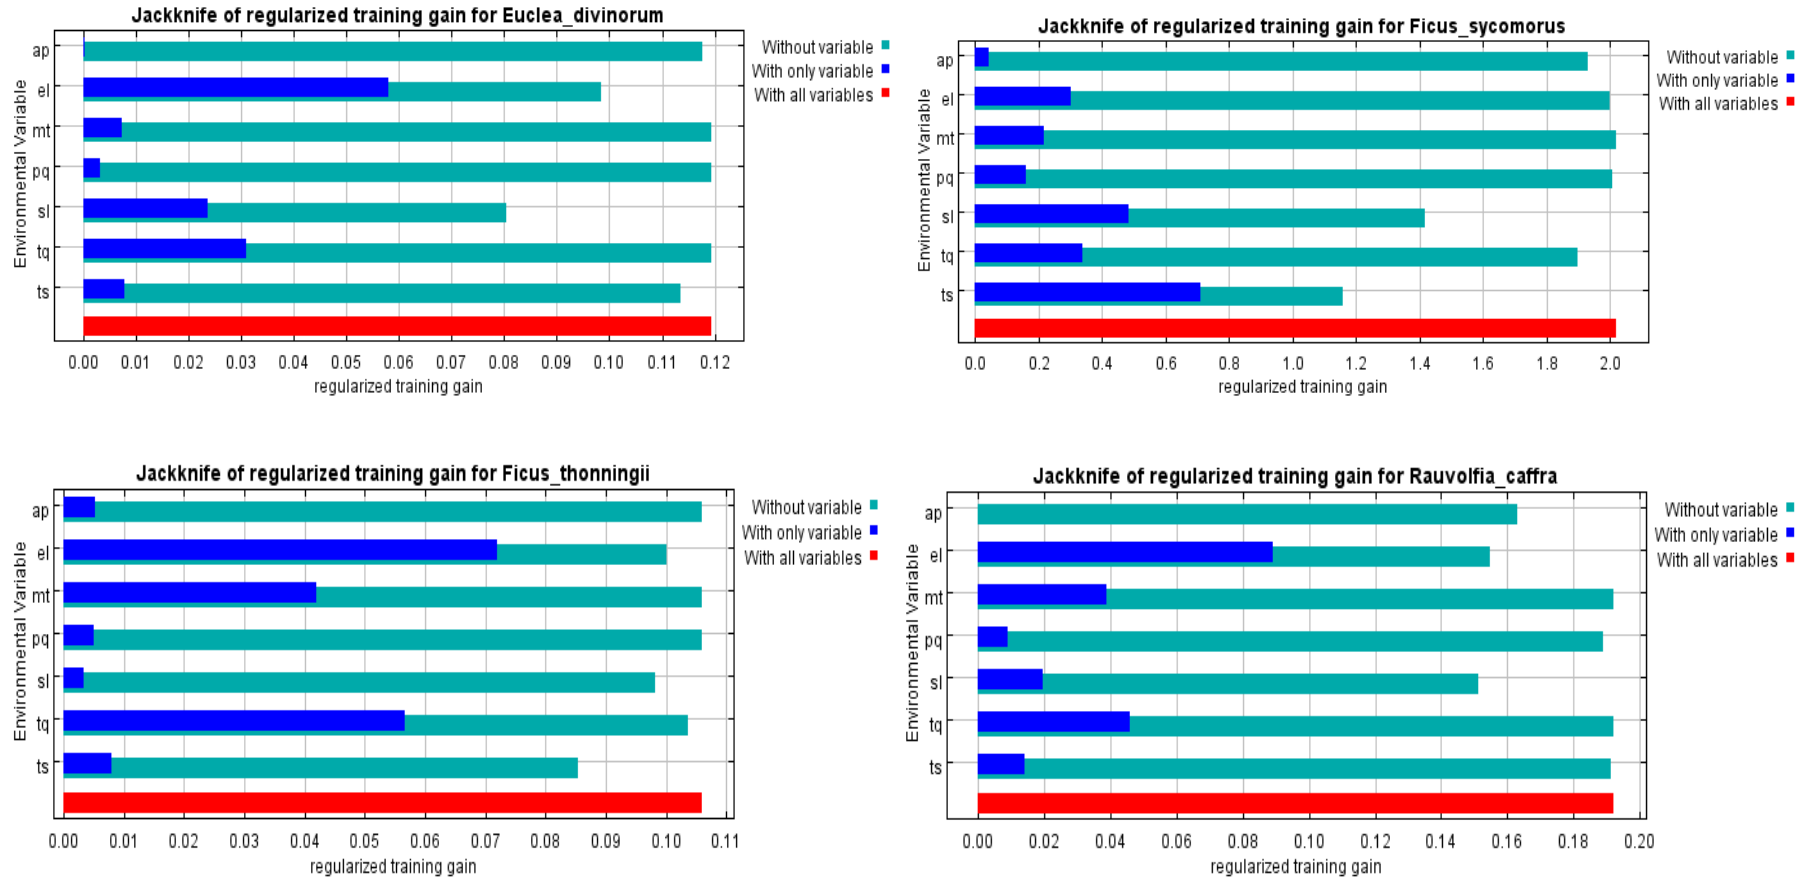 Jackknife of regularized training gain for Euclea_divinorum
Environmental Variable
ap
el
mt
pq
sl
tq
ts
0.00 0.01 0.02 0.03 0.04 0.05 0.06 0.07 0.08 0.09 0.10 0.11 0.12
regularized training gain
Without variable
With only variable
With all variables
Jackknife of regularized training gain for Ficus_sycomorus
Environmental Variable
ap
el
mt
pq
sl
tq
ts
0.0 0.2 0.4 0.6 0.8 1.0 1.2 1.4 1.6 1.8 2.0
regularized training gain
Without variable
With only variable
With all variables
Jackknife of regularized training gain for Ficus_thonningii
Environmental Variable
ap
el
mt
pq
sl
tq
ts
0.00 0.01 0.02 0.03 0.04 0.05 0.06 0.07 0.08 0.09 0.10 0.11
regularized training gain
Without variable
With only variable
With all variables
Jackknife of regularized training gain for Rauvolfia_caffra
Environmental Variable
ap
el
mt
pq
sl
tq
ts
0.00 0.02 0.04 0.06 0.08 0.10 0.12 0.14 0.16 0.18 0.20
regularized training gain
Without variable
With only variable
With all variables